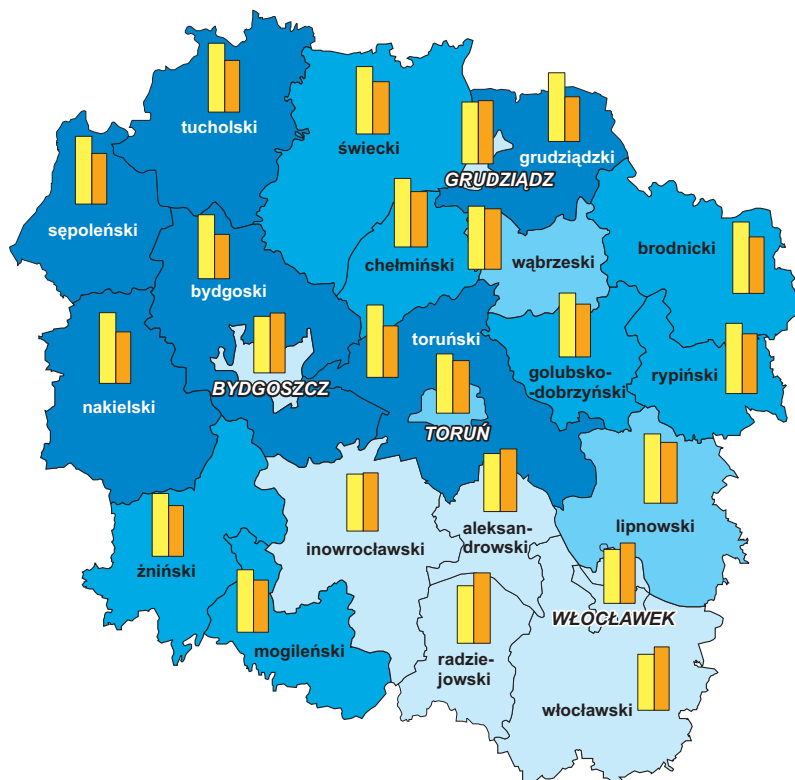 tucholski
świecki
grudziądzki
GRUDZIĄDZ
sępoleński
chełmiński
wąbrzeski
brodnicki
bydgoski
toruński
golubsko-
-dobrzyński
rypiński
BYDGOSZCZ
nakielski
TORUŃ
inowrocławski
aleksan-
drowski
lipnowski
żniński
WŁOCŁAWEK
mogileński
radzie-
jowski
włocławski